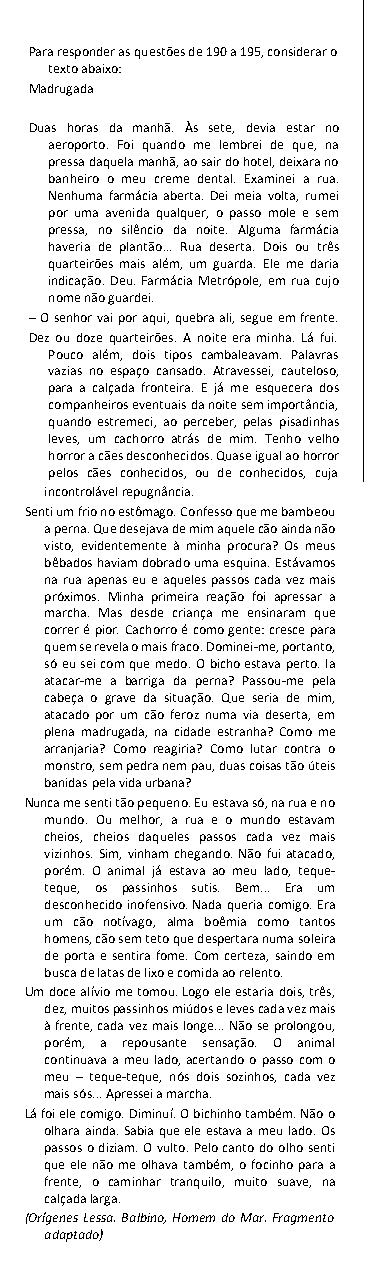 Para responder as questões de 190 a 195, considerar o
texto abaixo:
Madrugada
Duas horas da manhã. Às sete, devia estar no
aeroporto. Foi quando me lembrei de que, na
pressa daquela manhã, ao sair do hotel, deixara no
banheiro o meu creme dental. Examinei a rua.
Nenhuma farmácia aberta. Dei meia volta, rumei
por uma avenida qualquer, o passo mole e sem
pressa, no silêncio da noite. Alguma farmácia
haveria de plantão... Rua deserta. Dois ou três
quarteirões mais além, um guarda. Ele me daria
indicação. Deu. Farmácia Metrópole, em rua cujo
nome não guardei.
– O senhor vai por aqui, quebra ali, segue em frente.
Dez ou doze quarteirões. A noite era minha. Lá fui.
Pouco além, dois tipos cambaleavam. Palavras
vazias no espaço cansado. Atravessei, cauteloso,
para a calçada fronteira. E já me esquecera dos
companheiros eventuais da noite sem importância,
quando estremeci, ao perceber, pelas pisadinhas
leves, um cachorro atrás de mim. Tenho velho
horror a cães desconhecidos. Quase igual ao horror
pelos cães conhecidos, ou de conhecidos, cuja
incontrolável repugnância.
Senti um frio no estômago. Confesso que me bambeou
a perna. Que desejava de mim aquele cão ainda não
visto, evidentemente à minha procura? Os meus
bêbados haviam dobrado uma esquina. Estávamos
na rua apenas eu e aqueles passos cada vez mais
próximos. Minha primeira reação foi apressar a
marcha. Mas desde criança me ensinaram que
correr é pior. Cachorro é como gente: cresce para
quem se revela o mais fraco. Dominei-me, portanto,
só eu sei com que medo. O bicho estava perto. Ia
atacar-me a barriga da perna? Passou-me pela
cabeça o grave da situação. Que seria de mim,
atacado por um cão feroz numa via deserta, em
plena madrugada, na cidade estranha? Como me
arranjaria? Como reagiria? Como lutar contra o
monstro, sem pedra nem pau, duas coisas tão úteis
banidas pela vida urbana?
Nunca me senti tão pequeno. Eu estava só, na rua e no
mundo. Ou melhor, a rua e o mundo estavam
cheios, cheios daqueles passos cada vez mais
vizinhos. Sim, vinham chegando. Não fui atacado,
porém. O animal já estava ao meu lado, teque-
teque, os passinhos sutis. Bem... Era um
desconhecido inofensivo. Nada queria comigo. Era
um cão notívago, alma boêmia como tantos
homens, cão sem teto que despertara numa soleira
de porta e sentira fome. Com certeza, saindo em
busca de latas de lixo e comida ao relento.
Um doce alívio me tomou. Logo ele estaria dois, três,
dez, muitos passinhos miúdos e leves cada vez mais
à frente, cada vez mais longe... Não se prolongou,
porém, a repousante sensação. O animal
continuava a meu lado, acertando o passo com o
meu – teque-teque, nós dois sozinhos, cada vez
mais sós... Apressei a marcha.
Lá foi ele comigo. Diminuí. O bichinho também. Não o
olhara ainda. Sabia que ele estava a meu lado. Os
passos o diziam. O vulto. Pelo canto do olho senti
que ele não me olhava também, o focinho para a
frente, o caminhar tranquilo, muito suave, na
calçada larga.
(Orígenes Lessa. Balbino, Homem do Mar. Fragmento
adaptado)